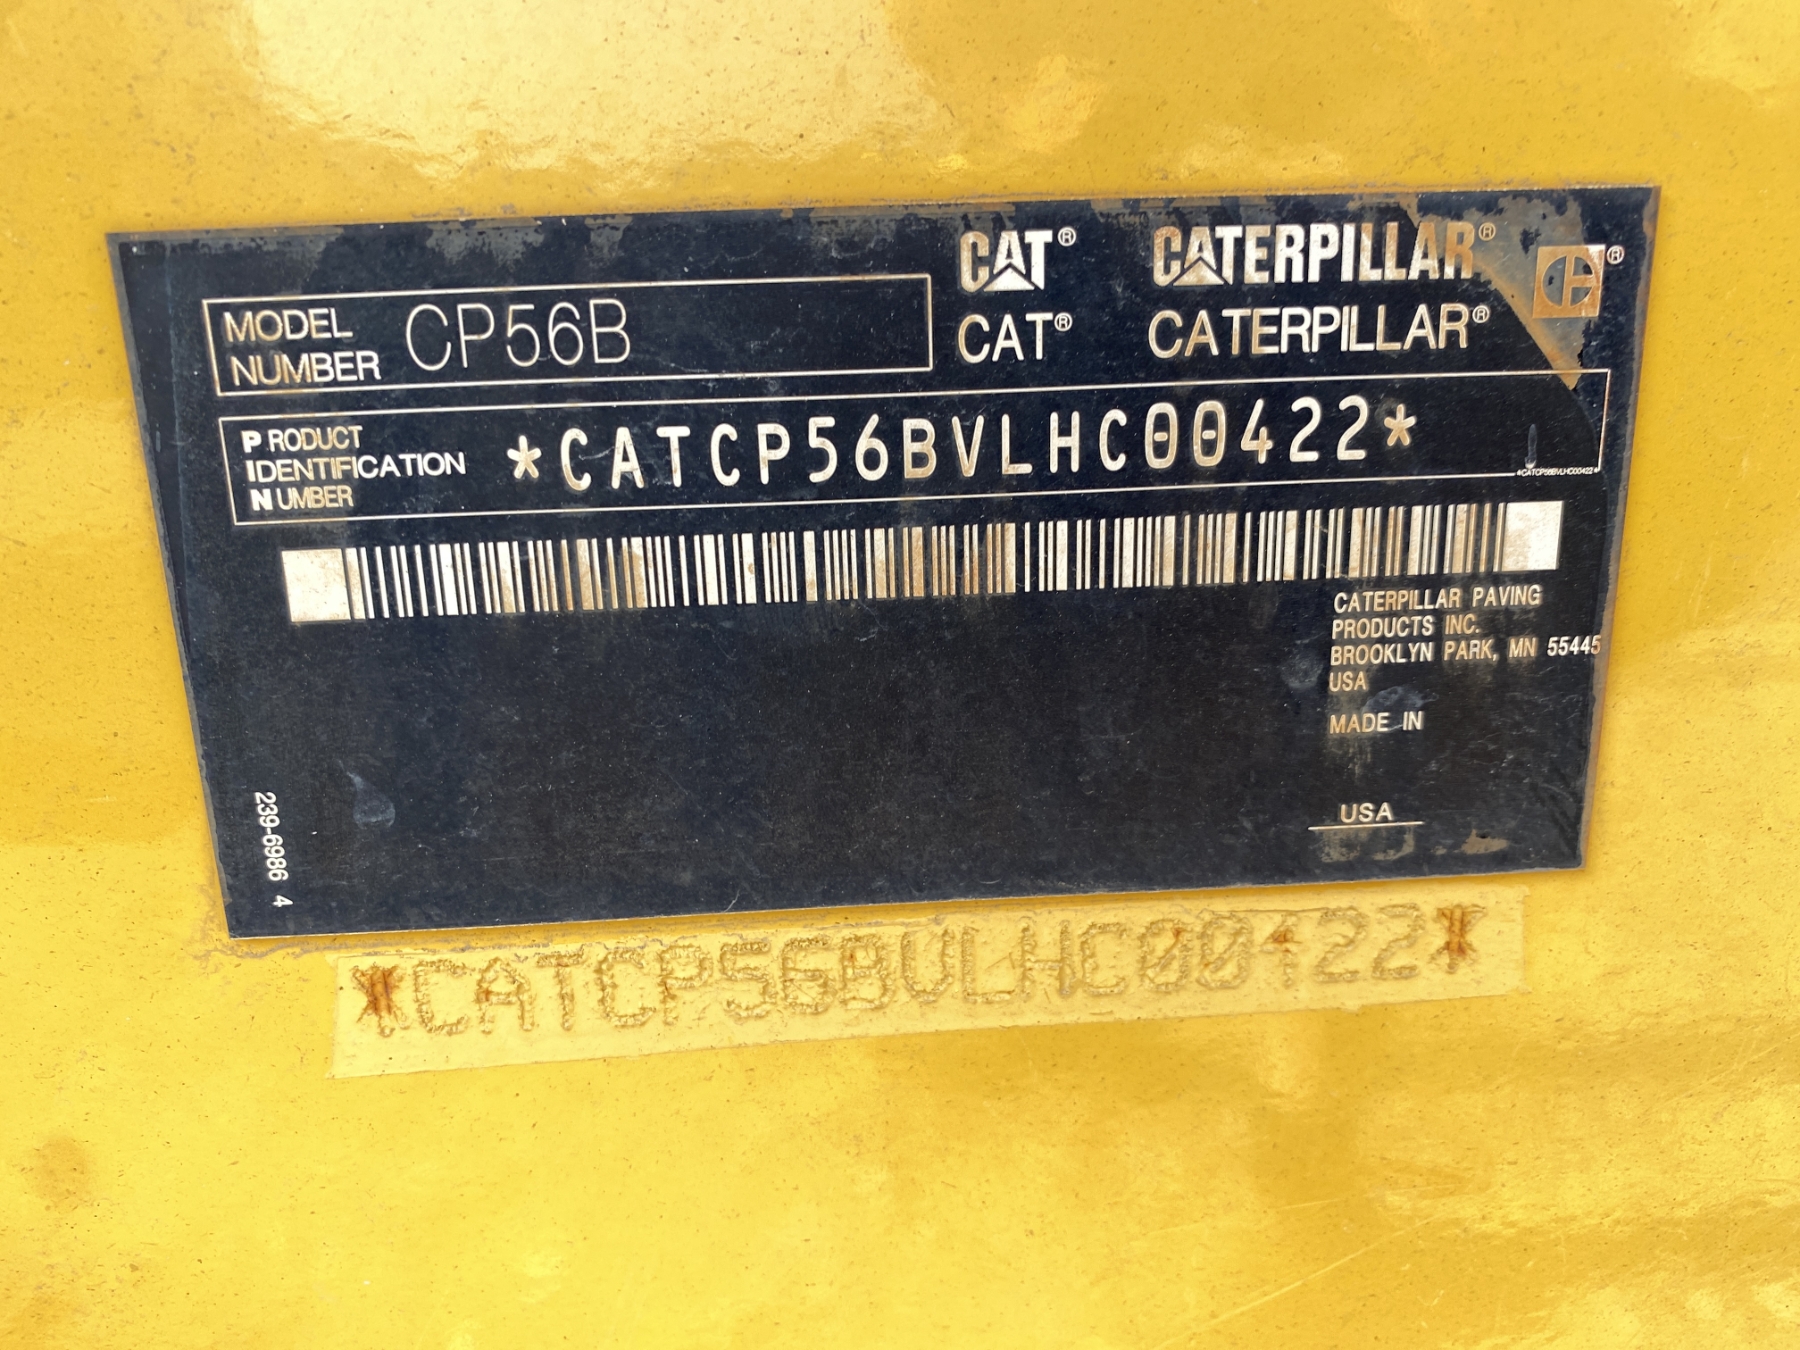 CAT® CATERPILLAR® ®
CAT® CATERPILLAR®
MODEL
NUMBER CP56B
PRODUCT
IDENTIFICATION
NUMBER
*CATCP56BVLHC00422*
*CATCP56BVLHC00422*
CATERPILLAR PAVING
PRODUCTS INC.
BROOKLYN PARK, MN 55445
USA
MADE IN
USA
239-6986 4
*CATCP56BVLHC00422*